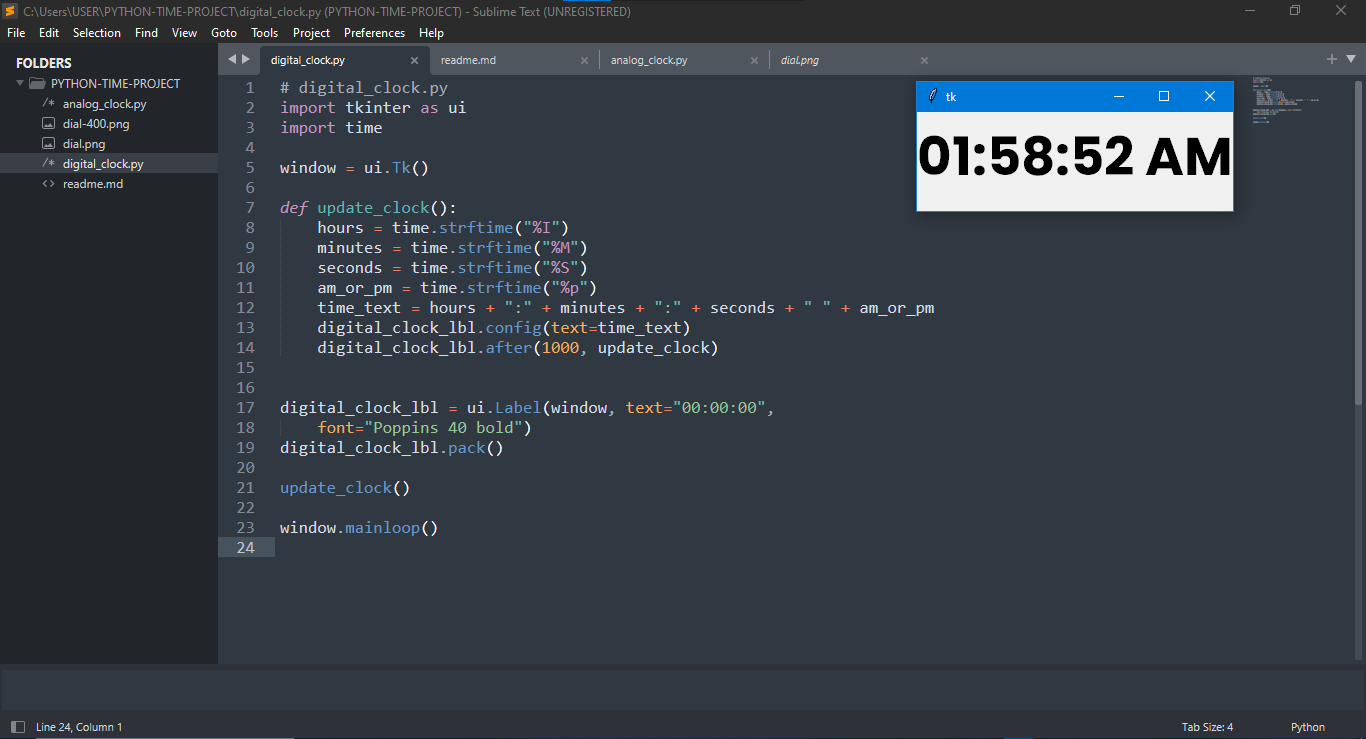 C:\Users\USER\PYTHON-TIME-PROJECT\digital_clock.py (PYTHON-TIME-PROJECT) - Sublime Text (UNREGISTERED)
File Edit Selection Find View Goto Tools Project Preferences Help
FOLDERS
PYTHON-TIME-PROJECT
/* analog_clock.py
dial-400.png
dial.png
/* digital_clock.py
<> readme.md
digital_clock.py × readme.md × analog_clock.py × dial.png ×
tk
01:58:52 AM
1 # digital_clock.py
2 import tkinter as ui
3 import time
4
5 window = ui.Tk()
6
7 def update_clock():
8     hours = time.strftime("%I")
9     minutes = time.strftime("%M")
10     seconds = time.strftime("%S")
11     am_or_pm = time.strftime("%p")
12     time_text = hours + ":" + minutes + ":" + seconds + " " + am_or_pm
13     digital_clock_lbl.config(text=time_text)
14     digital_clock_lbl.after(1000, update_clock)
15
16
17 digital_clock_lbl = ui.Label(window, text="00:00:00",
18     font="Poppins 40 bold")
19 digital_clock_lbl.pack()
20
21 update_clock()
22
23 window.mainloop()
24
Line 24, Column 1
Tab Size: 4
Python